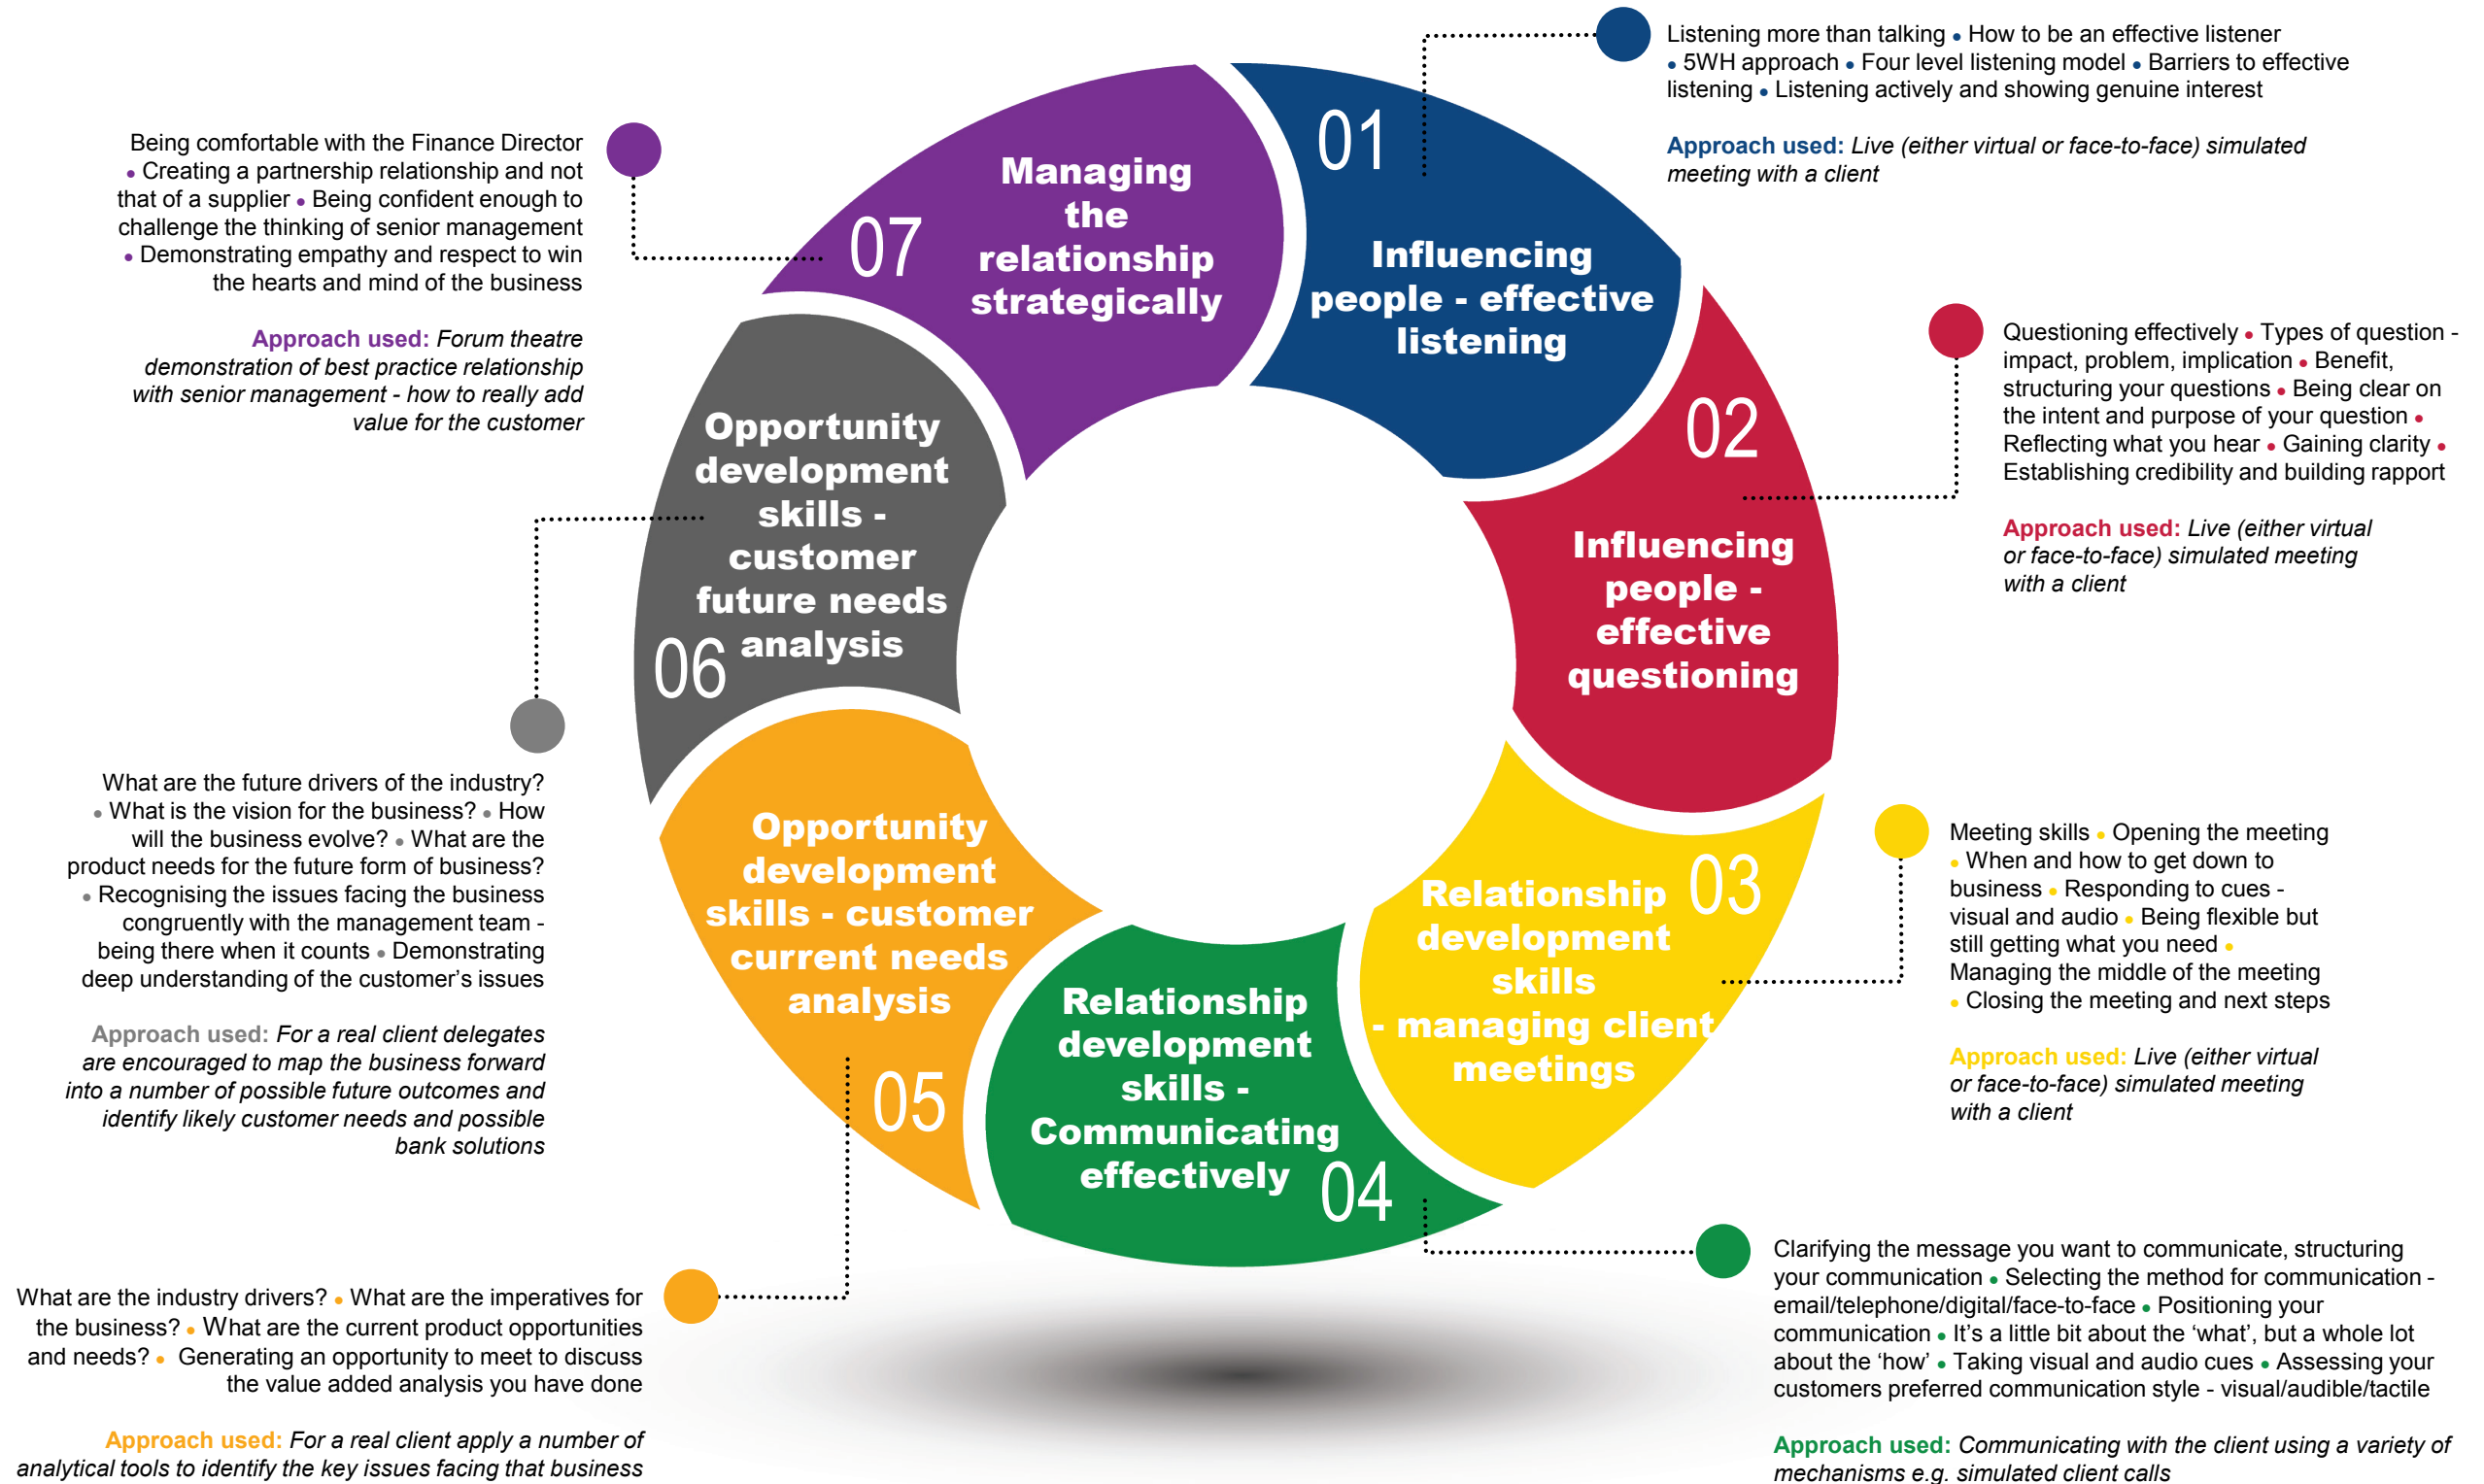 01
Influencing
people - effective
listening
Listening more than talking • How to be an effective listener
• 5WH approach • Four level listening model • Barriers to effective
listening • Listening actively and showing genuine interest
Approach used: Live (either virtual or face-to-face) simulated
meeting with a client
02
Influencing
people -
effective
questioning
Questioning effectively • Types of question -
impact, problem, implication • Benefit,
structuring your questions • Being clear on
the intent and purpose of your question •
Reflecting what you hear • Gaining clarity •
Establishing credibility and building rapport
Approach used: Live (either virtual
or face-to-face) simulated meeting
with a client
03
Relationship
development
skills
- managing client
meetings
Meeting skills • Opening the meeting
• When and how to get down to
business • Responding to cues -
visual and audio • Being flexible but
still getting what you need •
Managing the middle of the meeting
• Closing the meeting and next steps
Approach used: Live (either virtual
or face-to-face) simulated meeting
with a client
04
Relationship
development
skills -
Communicating
effectively
Clarifying the message you want to communicate, structuring
your communication • Selecting the method for communication -
email/telephone/digital/face-to-face • Positioning your
communication • It’s a little bit about the ‘what’, but a whole lot
about the ‘how’ • Taking visual and audio cues • Assessing your
customers preferred communication style - visual/audible/tactile
Approach used: Communicating with the client using a variety of
mechanisms e.g. simulated client calls
05
Opportunity
development
skills - customer
current needs
analysis
What are the industry drivers? • What are the imperatives for
the business? • What are the current product opportunities
and needs? • Generating an opportunity to meet to discuss
the value added analysis you have done
Approach used: For a real client apply a number of
analytical tools to identify the key issues facing that business
06
Opportunity
development
skills -
customer
future needs
analysis
What are the future drivers of the industry?
• What is the vision for the business? • How
will the business evolve? • What are the
product needs for the future form of business?
• Recognising the issues facing the business
congruently with the management team -
being there when it counts • Demonstrating
deep understanding of the customer’s issues
Approach used: For a real client delegates
are encouraged to map the business forward
into a number of possible future outcomes and
identify likely customer needs and possible
bank solutions
07
Managing
the
relationship
strategically
Being comfortable with the Finance Director
• Creating a partnership relationship and not
that of a supplier • Being confident enough to
challenge the thinking of senior management
• Demonstrating empathy and respect to win
the hearts and mind of the business
Approach used: Forum theatre
demonstration of best practice relationship
with senior management - how to really add
value for the customer